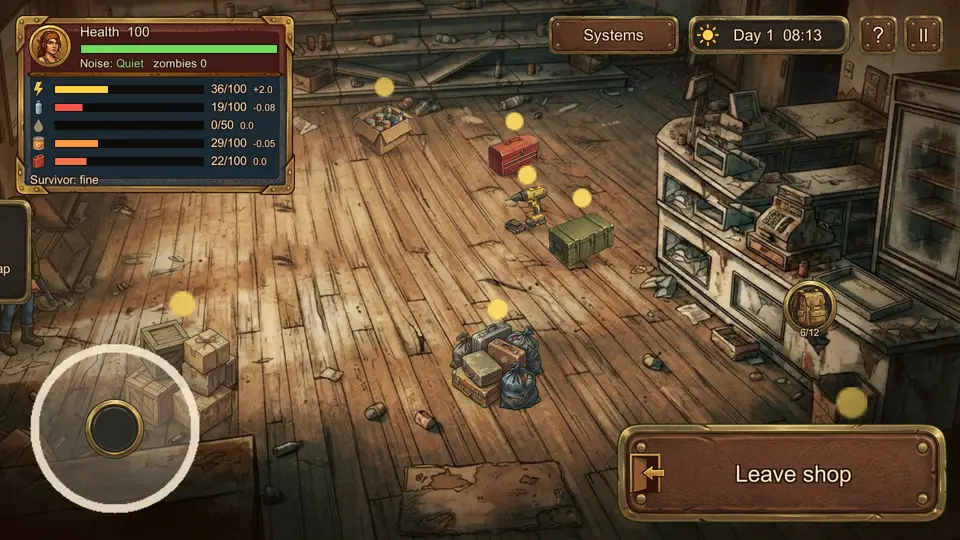 Health 100
Noise: Quiet zombies 0
36/100 +2.0
19/100 -0.08
0/50 0.0
29/100 -0.05
22/100 0.0
Survivor: fine
Systems
Day 1 08:13
?
ap
6/12
Leave shop